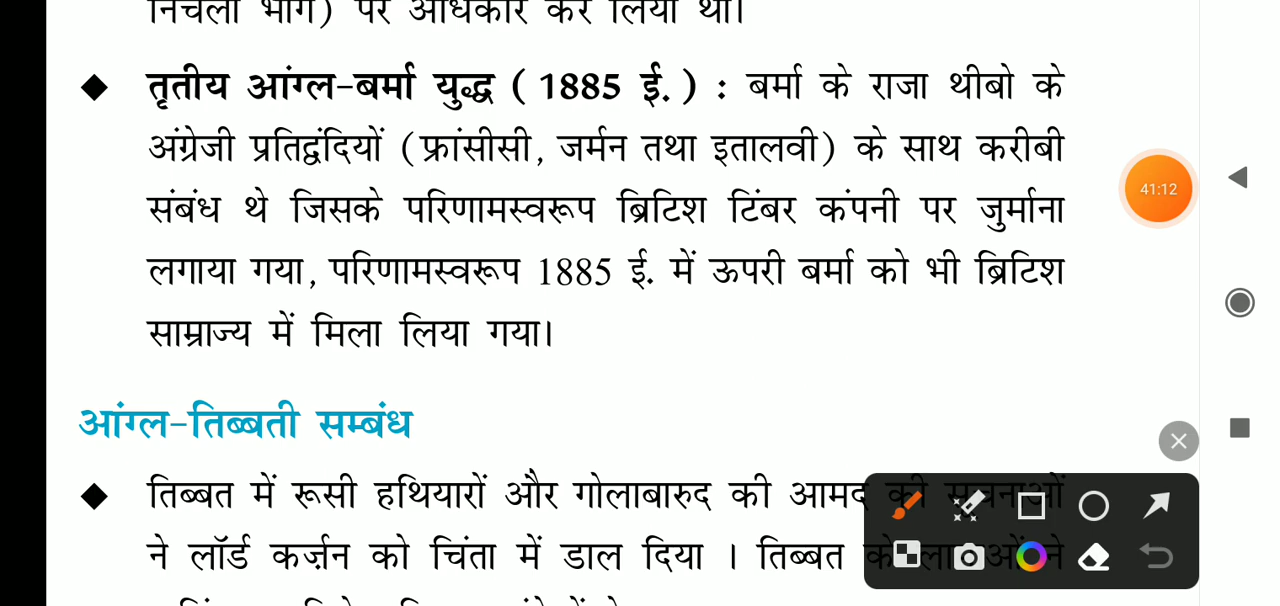 निचली भाग) पर अधिकार कर लिया था।
◆ तृतीय आंग्ल-बर्मा युद्ध ( 1885 ई. ) : बर्मा के राजा थीबो के
अंग्रेजी प्रतिद्वंदियों (फ्रांसीसी, जर्मन तथा इतालवी) के साथ करीबी
संबंध थे जिसके परिणामस्वरूप ब्रिटिश टिंबर कंपनी पर जुर्माना
लगाया गया, परिणामस्वरूप 1885 ई. में ऊपरी बर्मा को भी ब्रिटिश
साम्राज्य में मिला लिया गया।
41:12
आंग्ल-तिब्बती सम्बंध
◆ तिब्बत में रूसी हथियारों और गोलाबारुद की आमद की सूचनाओं
ने लॉर्ड कर्ज़न को चिंता में डाल दिया । तिब्बत के लामाओं ने